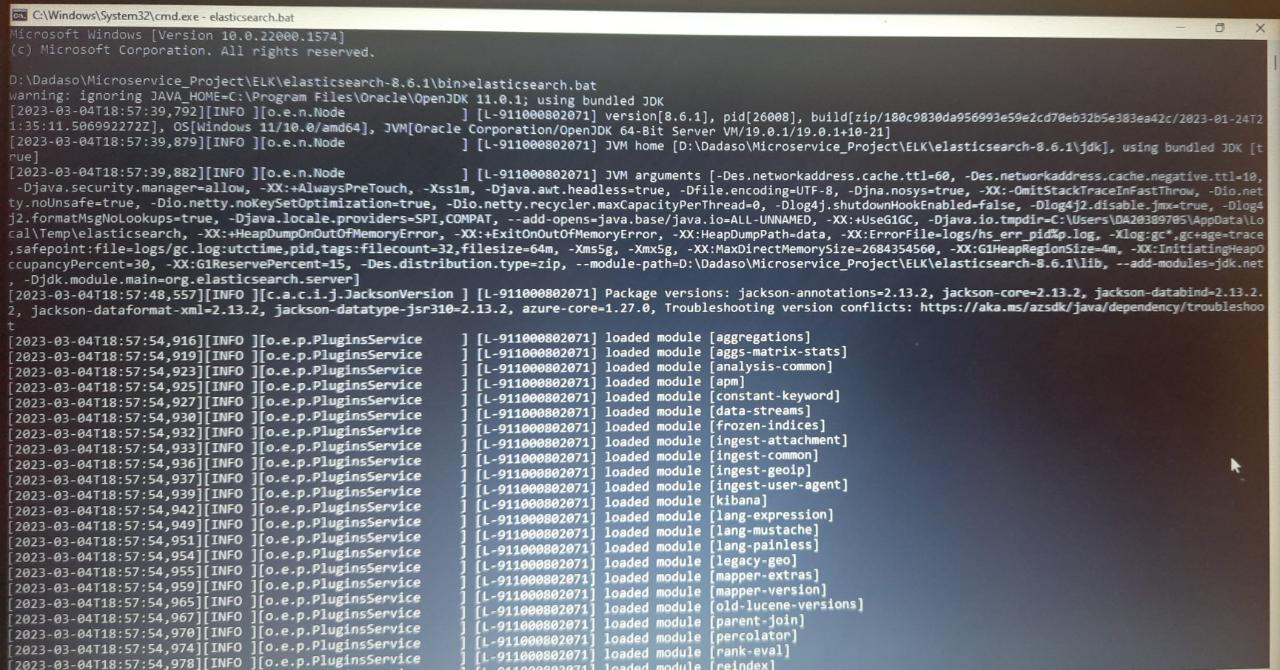 C:\Windows\System32\cmd.exe - elasticsearch.bat
Microsoft Windows [Version 10.0.22000.1574]
(c) Microsoft Corporation. All rights reserved.
D:\Dadaso\Microservice_Project\ELK\elasticsearch-8.6.1\bin>elasticsearch.bat
warning: ignoring JAVA_HOME=C:\Program Files\Oracle\OpenJDK 11.0.1; using bundled JDK
[2023-03-04T18:57:39,792][INFO ][o.e.n.Node ] [L-911000802071] version[8.6.1], pid[26008], build[zip/180c9830da956993e59e2cd70eb32b5e383ea42c/2023-01-24T2
1:35:11.506992272Z], OS[Windows 11/10.0/amd64], JVM[Oracle Corporation/OpenJDK 64-Bit Server VM/19.0.1/19.0.1+10-21]
[2023-03-04T18:57:39,879][INFO ][o.e.n.Node ] [L-911000802071] JVM home [D:\Dadaso\Microservice_Project\ELK\elasticsearch-8.6.1\jdk], using bundled JDK [t
rue]
[2023-03-04T18:57:39,882][INFO ][o.e.n.Node ] [L-911000802071] JVM arguments [-Des.networkaddress.cache.ttl=60, -Des.networkaddress.cache.negative.ttl=10,
-Djava.security.manager=allow, -XX:+AlwaysPreTouch, -Xss1m, -Djava.awt.headless=true, -Dfile.encoding=UTF-8, -Djna.nosys=true, -XX:-OmitStackTraceInFastThrow, -Dio.net
ty.noUnsafe=true, -Dio.netty.noKeySetOptimization=true, -Dio.netty.recycler.maxCapacityPerThread=0, -Dlog4j.shutdownHookEnabled=false, -Dlog4j2.disable.jmx=true, -Dlog4
j2.formatMsgNoLookups=true, -Djava.locale.providers=SPI,COMPAT, --add-opens=java.base/java.io=ALL-UNNAMED, -XX:+UseG1GC, -Djava.io.tmpdir=C:\Users\DA20389705\AppData\Lo
cal\Temp\elasticsearch, -XX:+HeapDumpOnOutOfMemoryError, -XX:+ExitOnOutOfMemoryError, -XX:HeapDumpPath=data, -XX:ErrorFile=logs/hs_err_pid%p.log, -Xlog:gc*,gc+age=trace
,safepoint:file=logs/gc.log:utctime,pid,tags:filecount=32,filesize=64m, -Xms5g, -Xmx5g, -XX:MaxDirectMemorySize=2684354560, -XX:G1HeapRegionSize=4m, -XX:InitiatingHeapO
ccupancyPercent=30, -XX:G1ReservePercent=15, -Des.distribution.type=zip, --module-path=D:\Dadaso\Microservice_Project\ELK\elasticsearch-8.6.1\lib, --add-modules=jdk.net
, -Djdk.module.main=org.elasticsearch.server]
[2023-03-04T18:57:48,557][INFO ][c.a.c.i.j.JacksonVersion ] [L-911000802071] Package versions: jackson-annotations=2.13.2, jackson-core=2.13.2, jackson-databind=2.13.2.
2, jackson-dataformat-xml=2.13.2, jackson-datatype-jsr310=2.13.2, azure-core=1.27.0, Troubleshooting version conflicts: https://aka.ms/azsdk/java/dependency/troubleshoo
t
[2023-03-04T18:57:54,916][INFO ][o.e.p.PluginsService ] [L-911000802071] loaded module [aggregations]
[2023-03-04T18:57:54,919][INFO ][o.e.p.PluginsService ] [L-911000802071] loaded module [aggs-matrix-stats]
[2023-03-04T18:57:54,923][INFO ][o.e.p.PluginsService ] [L-911000802071] loaded module [analysis-common]
[2023-03-04T18:57:54,925][INFO ][o.e.p.PluginsService ] [L-911000802071] loaded module [apm]
[2023-03-04T18:57:54,927][INFO ][o.e.p.PluginsService ] [L-911000802071] loaded module [constant-keyword]
[2023-03-04T18:57:54,930][INFO ][o.e.p.PluginsService ] [L-911000802071] loaded module [data-streams]
[2023-03-04T18:57:54,932][INFO ][o.e.p.PluginsService ] [L-911000802071] loaded module [frozen-indices]
[2023-03-04T18:57:54,933][INFO ][o.e.p.PluginsService ] [L-911000802071] loaded module [ingest-attachment]
[2023-03-04T18:57:54,936][INFO ][o.e.p.PluginsService ] [L-911000802071] loaded module [ingest-common]
[2023-03-04T18:57:54,937][INFO ][o.e.p.PluginsService ] [L-911000802071] loaded module [ingest-geoip]
[2023-03-04T18:57:54,939][INFO ][o.e.p.PluginsService ] [L-911000802071] loaded module [ingest-user-agent]
[2023-03-04T18:57:54,942][INFO ][o.e.p.PluginsService ] [L-911000802071] loaded module [kibana]
[2023-03-04T18:57:54,949][INFO ][o.e.p.PluginsService ] [L-911000802071] loaded module [lang-expression]
[2023-03-04T18:57:54,951][INFO ][o.e.p.PluginsService ] [L-911000802071] loaded module [lang-mustache]
[2023-03-04T18:57:54,954][INFO ][o.e.p.PluginsService ] [L-911000802071] loaded module [lang-painless]
[2023-03-04T18:57:54,955][INFO ][o.e.p.PluginsService ] [L-911000802071] loaded module [legacy-geo]
[2023-03-04T18:57:54,959][INFO ][o.e.p.PluginsService ] [L-911000802071] loaded module [mapper-extras]
[2023-03-04T18:57:54,965][INFO ][o.e.p.PluginsService ] [L-911000802071] loaded module [mapper-version]
[2023-03-04T18:57:54,967][INFO ][o.e.p.PluginsService ] [L-911000802071] loaded module [old-lucene-versions]
[2023-03-04T18:57:54,970][INFO ][o.e.p.PluginsService ] [L-911000802071] loaded module [parent-join]
[2023-03-04T18:57:54,974][INFO ][o.e.p.PluginsService ] [L-911000802071] loaded module [percolator]
[2023-03-04T18:57:54,978][INFO ][o.e.p.PluginsService ] [L-911000802071] loaded module [rank-eval]
[L-911000802071] loaded module [reindex]